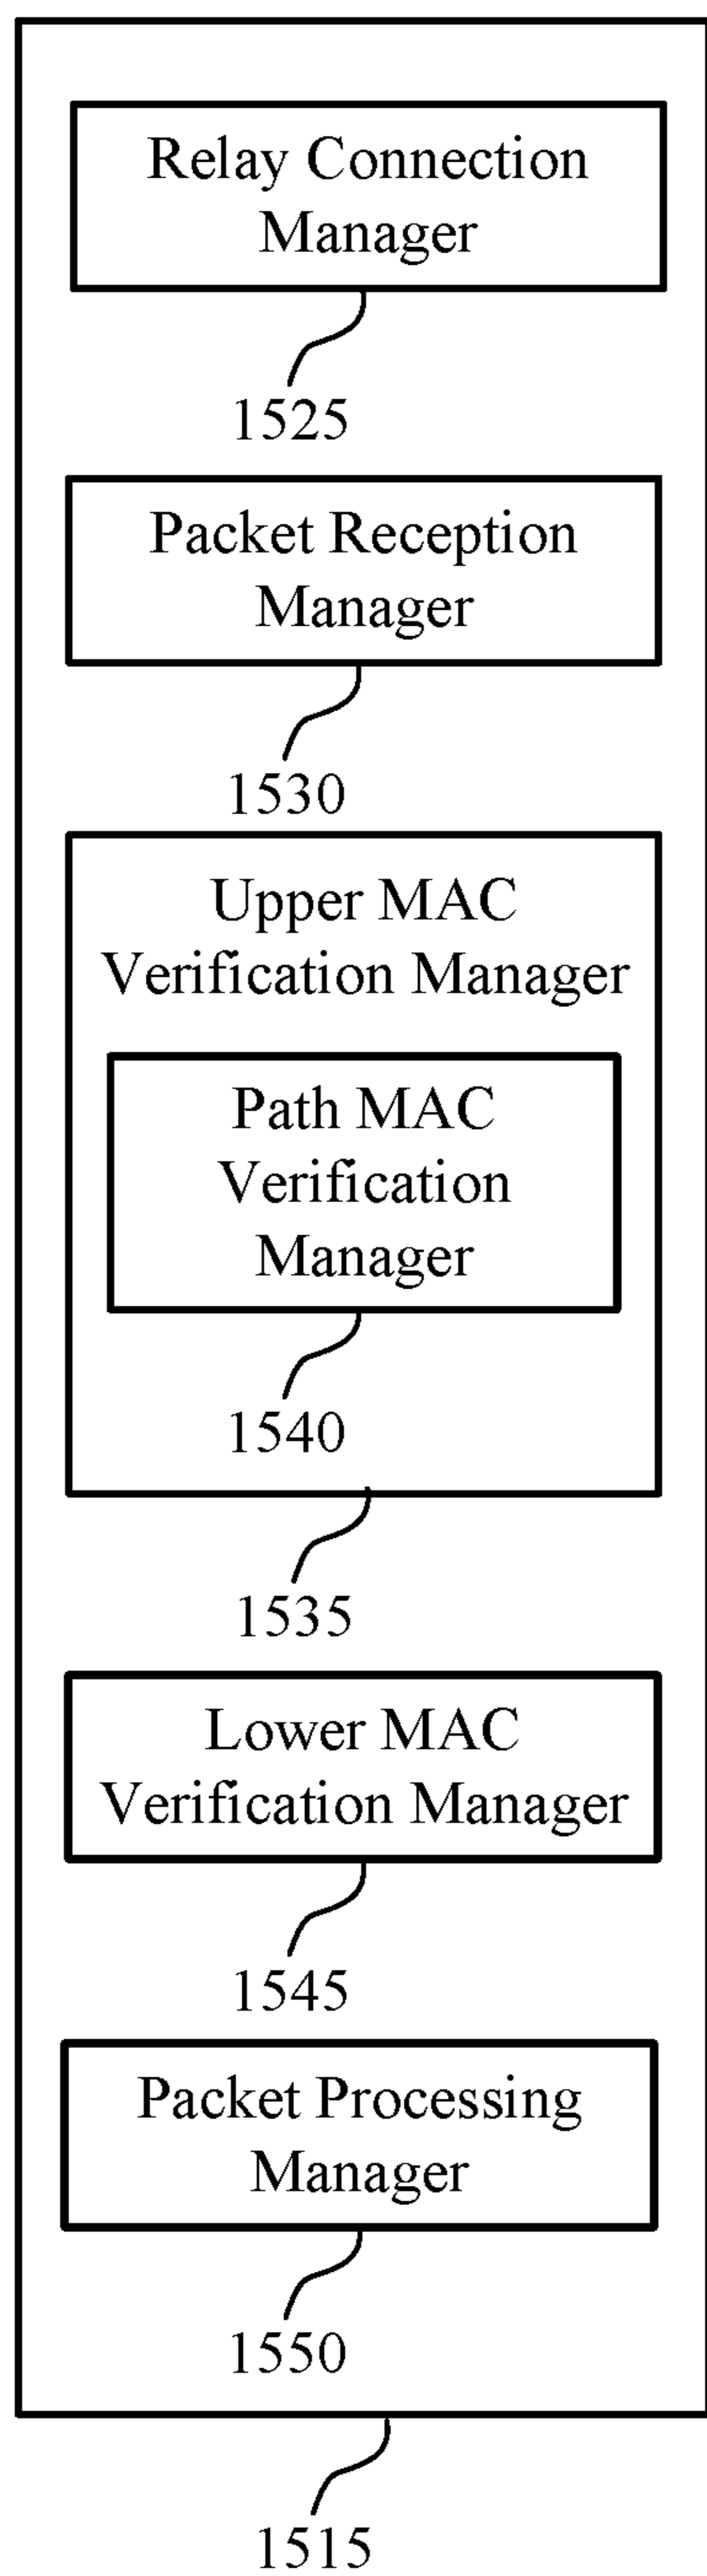 Relay Connection
Manager
1525
Packet Reception
Manager
1530
Upper MAC
Verification Manager
Path MAC
Verification
Manager
1540
1535
Lower MAC
Verification Manager
1545
Packet Processing
Manager
1550
1515